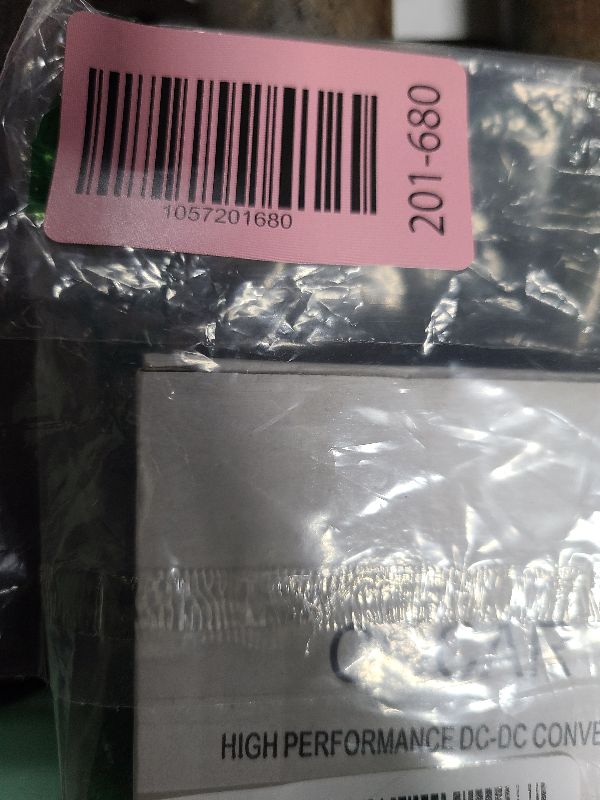 1057201680
201-680
HIGH PERFORMANCE DC-DC CONVE